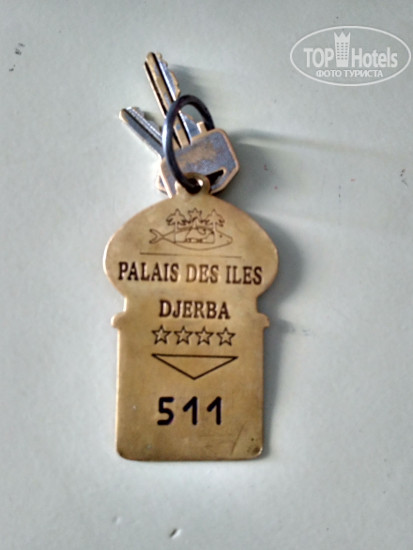 TOP Hotels
ФОТО ТУРИСТА
PALAIS DES ILES
DJERBA
511